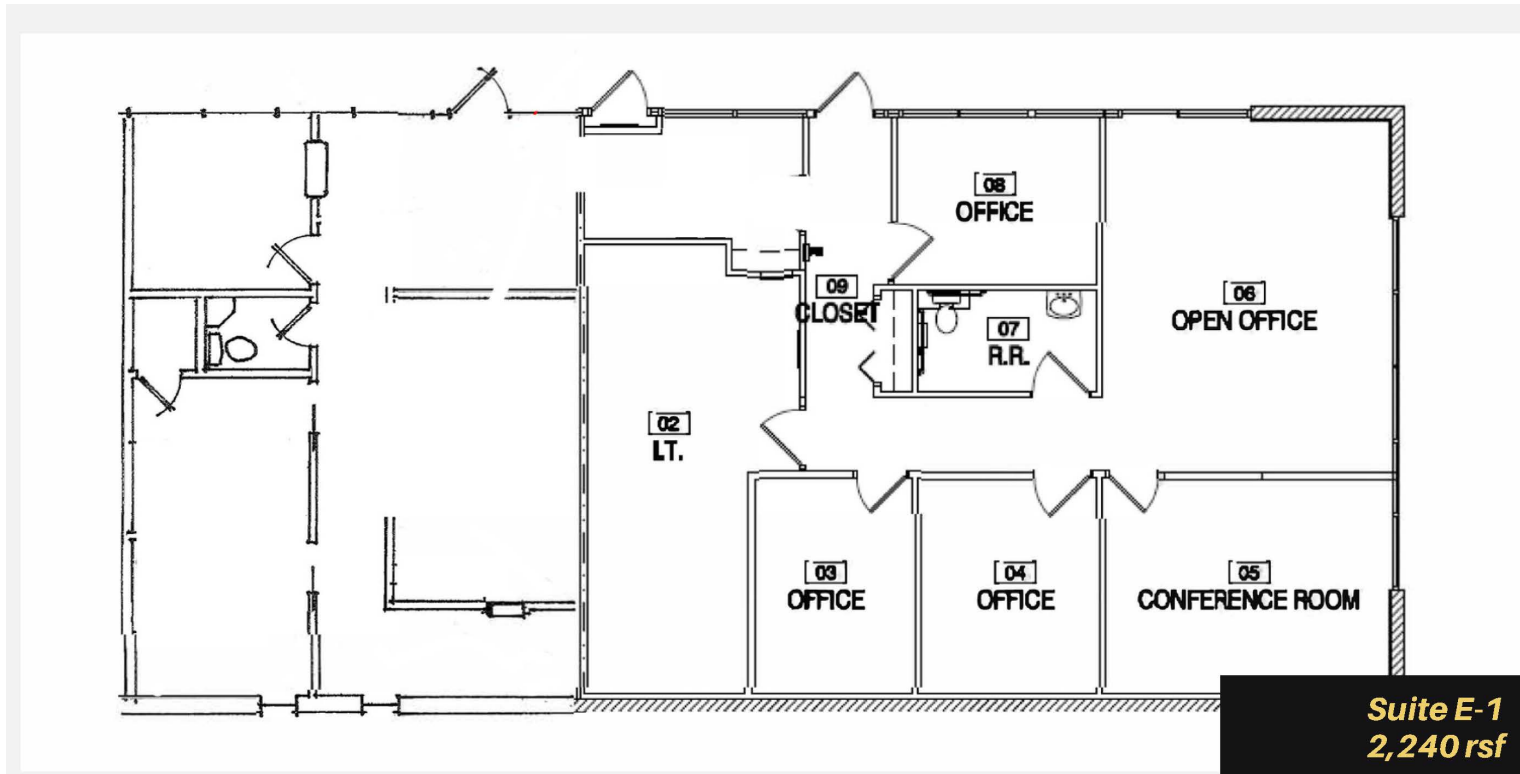 08
OFFICE
09
CLOSET
06
OPEN OFFICE
07
R.R.
02
LT.
03
OFFICE
04
OFFICE
05
CONFERENCE ROOM
Suite E-1
2,240 rsf